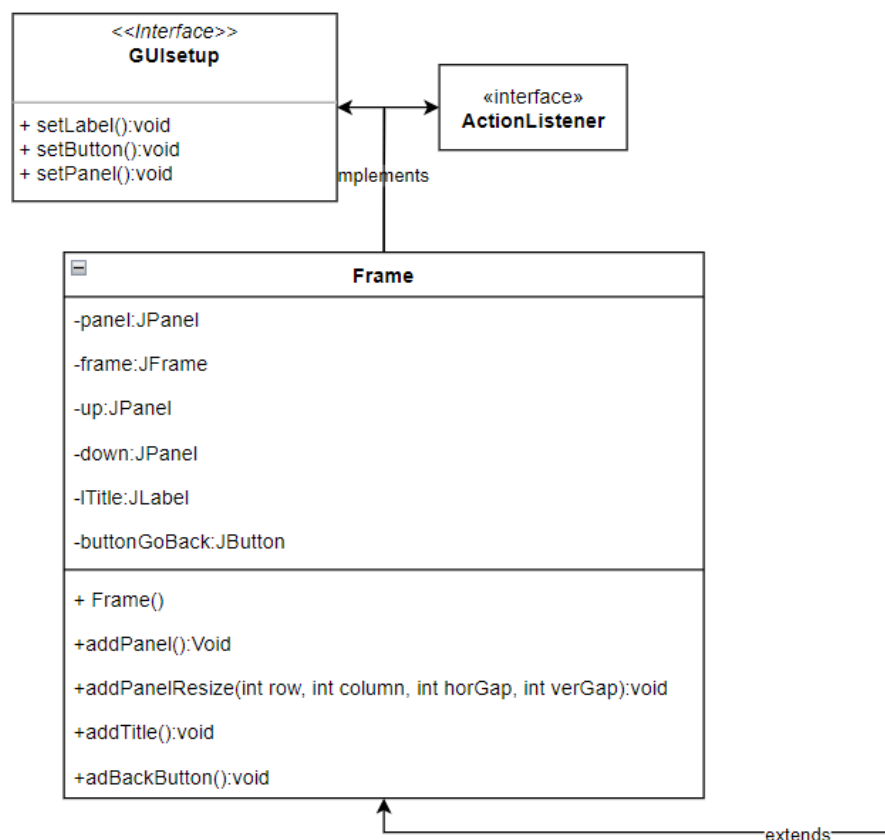 <<Interface>>
GUIsetup
+ setLabel():void
+ setButton():void
+ setPanel():void
«interface»
ActionListener
mplements
Frame
-panel:JPanel
-frame:JFrame
-up:JPanel
-down:JPanel
-lTitle:JLabel
-buttonGoBack:JButton
+ Frame()
+addPanel():Void
+addPanelResize(int row, int column, int horGap, int verGap):void
+addTitle():void
+adBackButton():void
extends